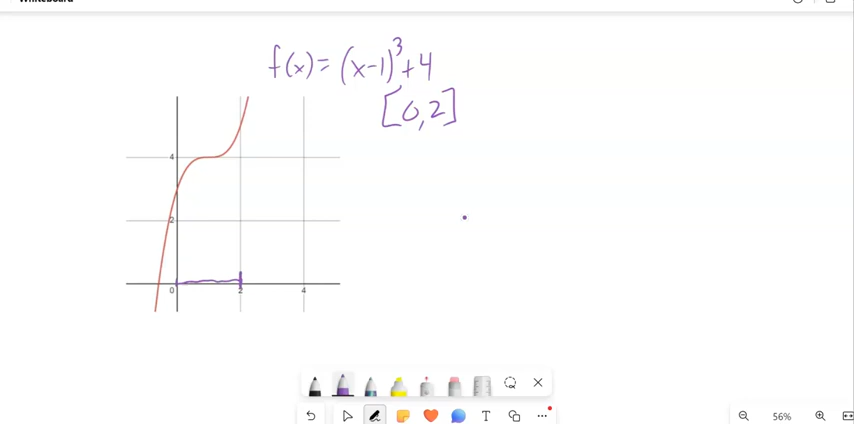 Whiteboard
f(x) = (x-1)³ + 4
[0,2]
4
2
0 2 4
T
56%